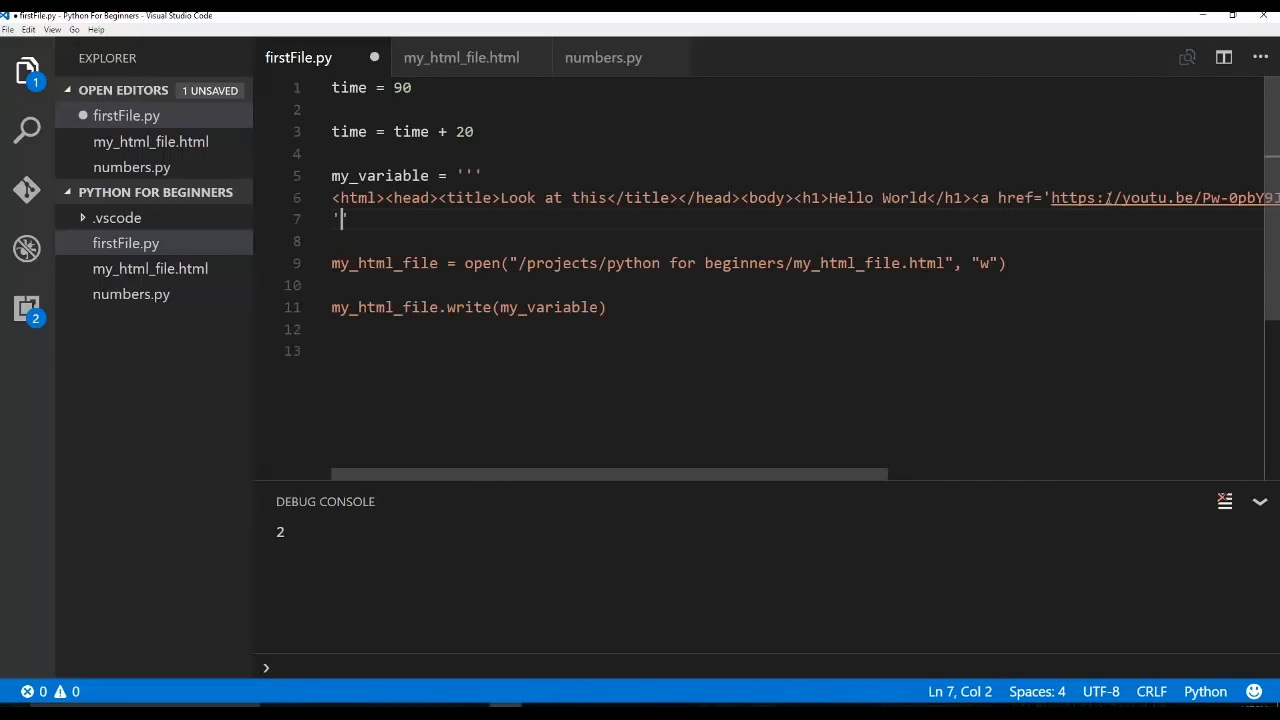 firstFile.py - Python For Beginners - Visual Studio Code
File Edit View Go Help
EXPLORER
firstFile.py
my_html_file.html
numbers.py
1
OPEN EDITORS
1 UNSAVED
firstFile.py
my_html_file.html
numbers.py
PYTHON FOR BEGINNERS
.vscode
firstFile.py
my_html_file.html
numbers.py
2
1 time = 90
2
3 time = time + 20
4
5 my_variable = '''
6 <html><head><title>Look at this</title></head><body><h1>Hello World</h1><a href='https://youtu.be/Pw-0pbY9I
7 ''
8
9 my_html_file = open("/projects/python for beginners/my_html_file.html", "w")
10
11 my_html_file.write(my_variable)
12
13
DEBUG CONSOLE
2
0 0
Ln 7, Col 2
Spaces: 4
UTF-8
CRLF
Python